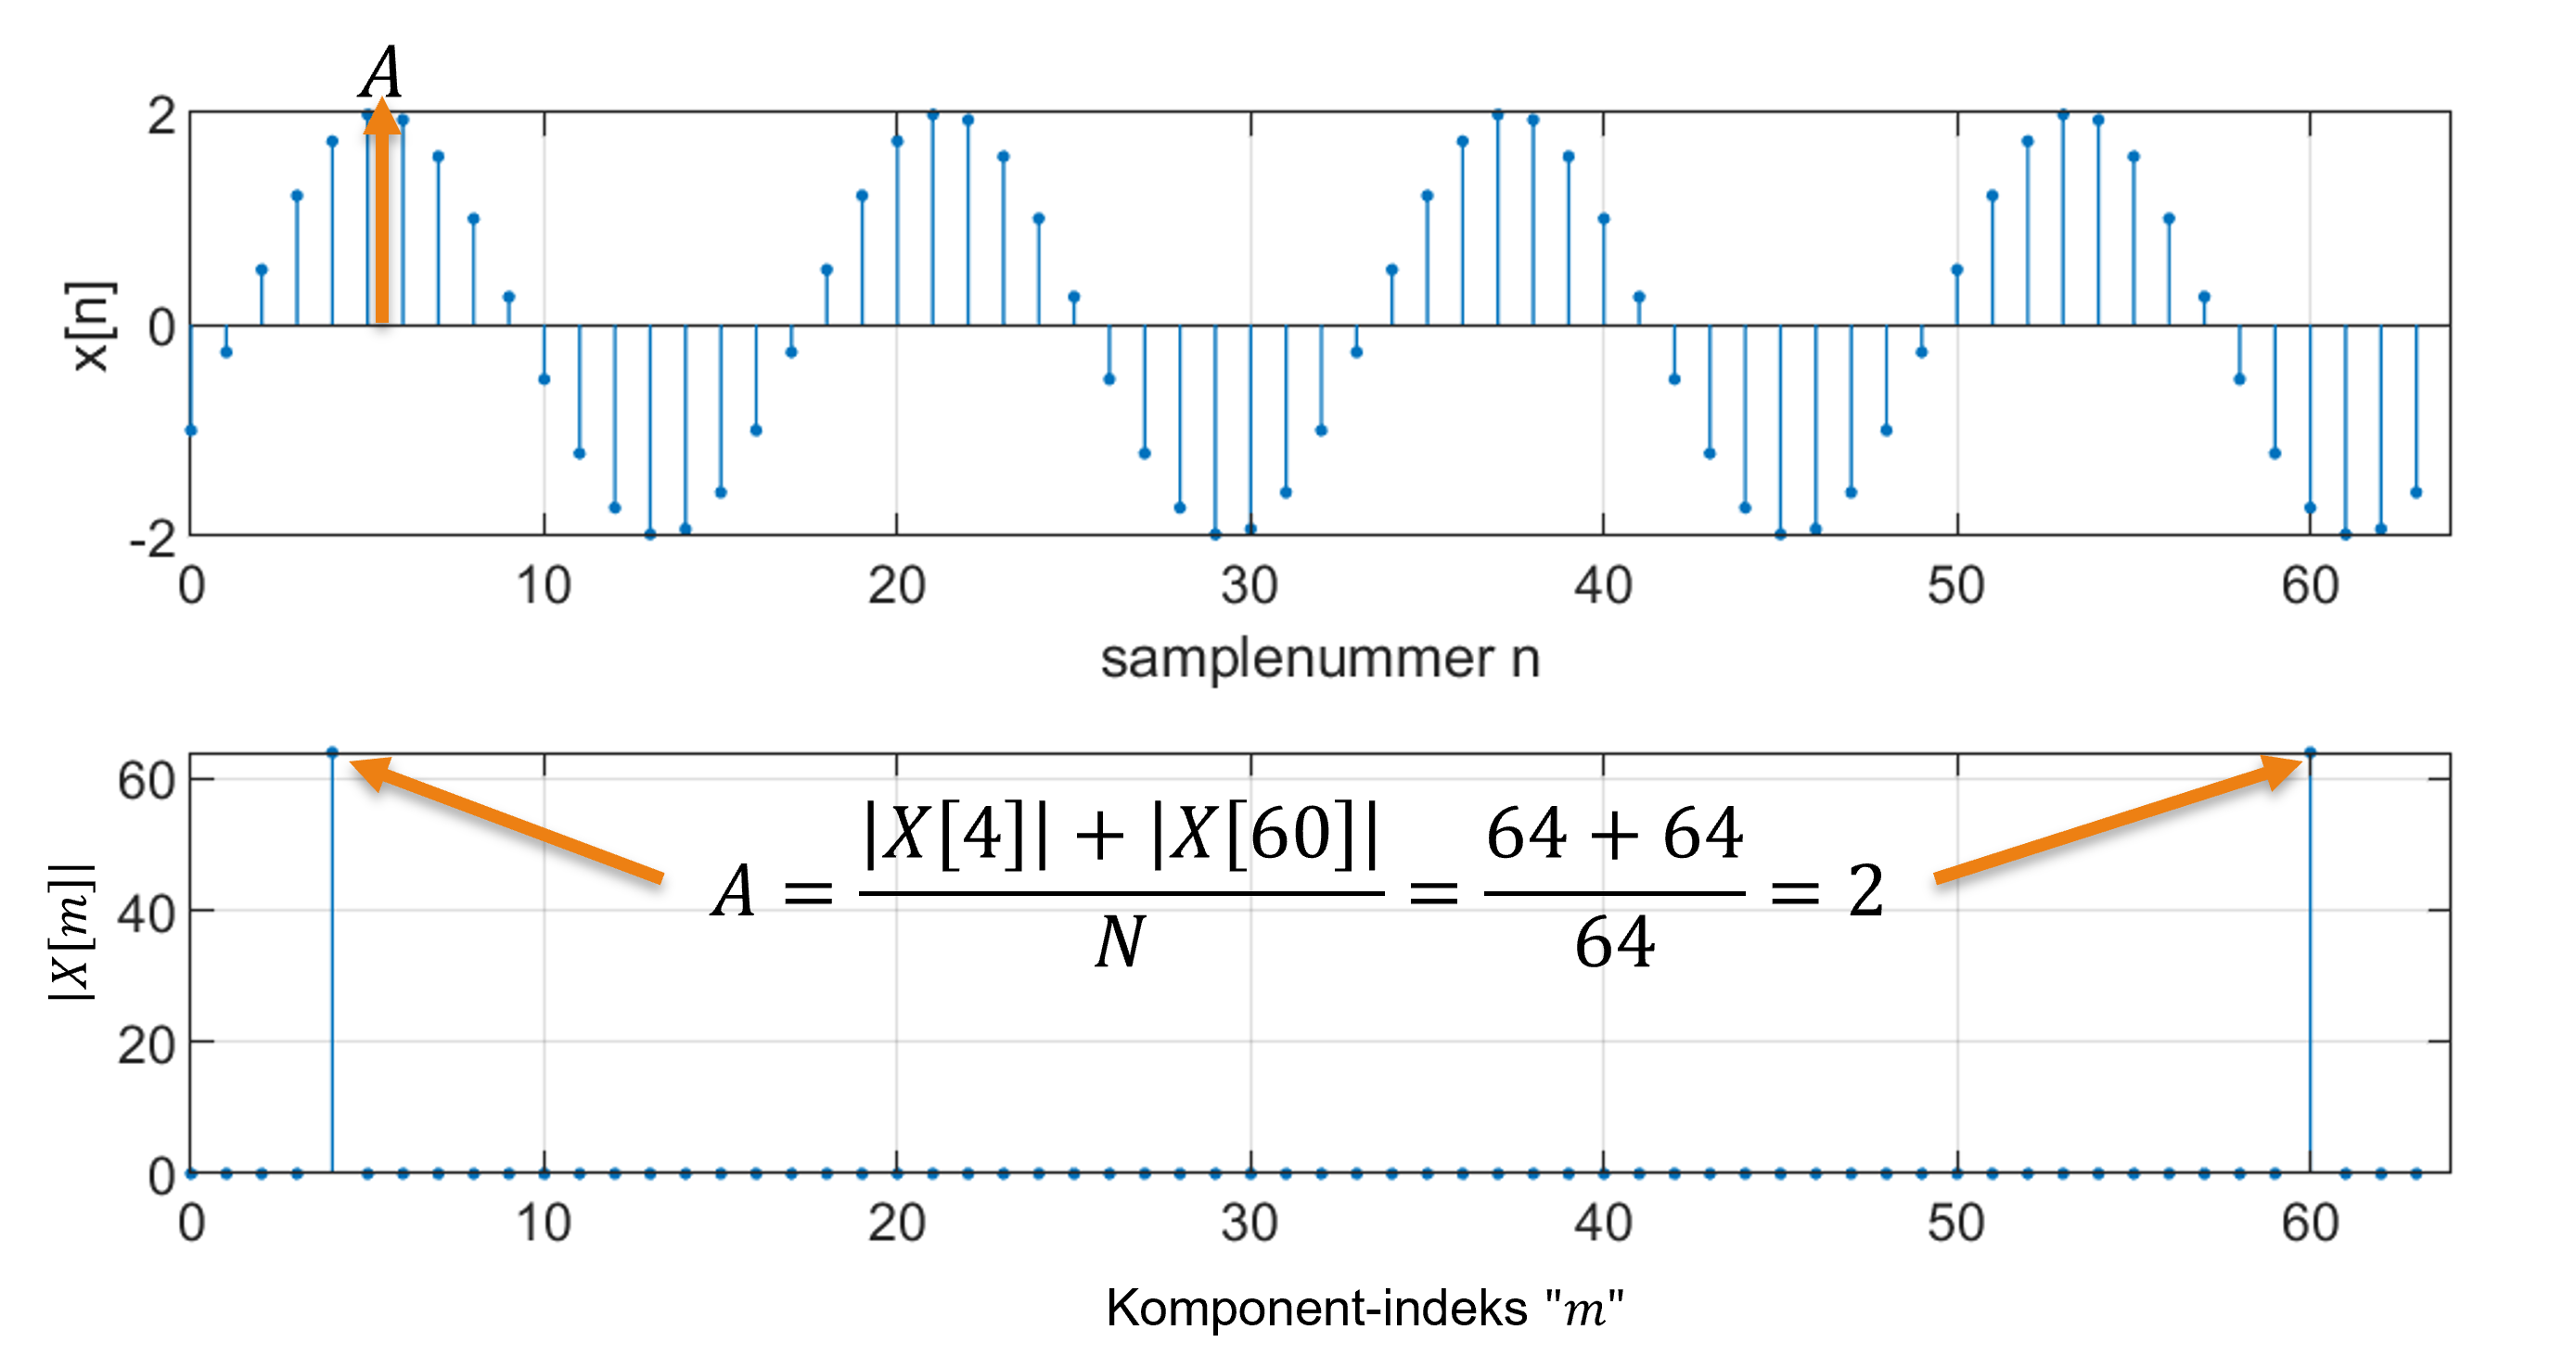 A
2
0
-2
x[n]
0 10 20 30 40 50 60
samplenummer n
60
40
20
0
|X[m]|
A = (|X[4]| + |X[60]|)/N = (64 + 64)/64 = 2
0 10 20 30 40 50 60
Komponent-indeks "m"